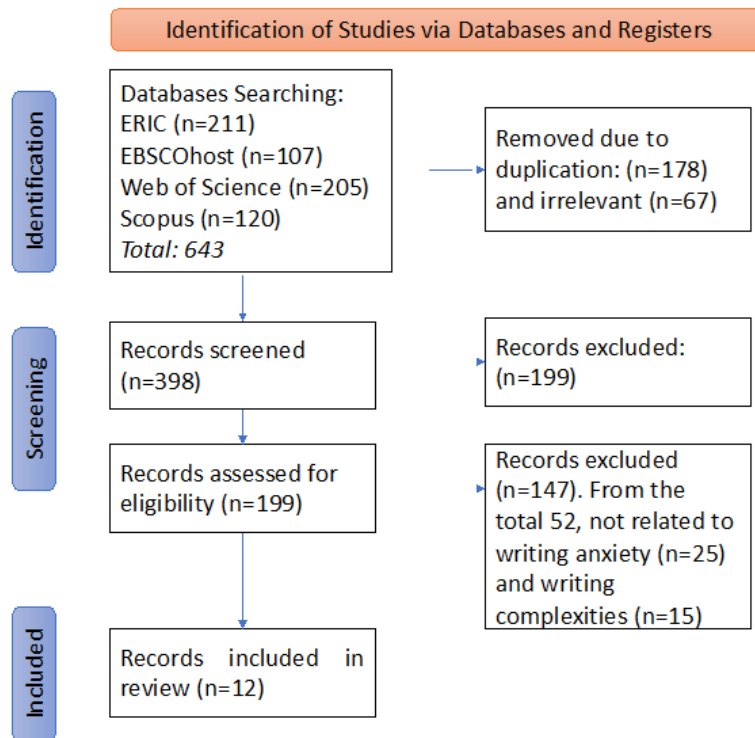 Identification of Studies via Databases and Registers
Identification
Databases Searching:
ERIC (n=211)
EBSCOhost (n=107)
Web of Science (n=205)
Scopus (n=120)
Total: 643
Removed due to
duplication: (n=178)
and irrelevant (n=67)
Screening
Records screened
(n=398)
Records excluded:
(n=199)
Records assessed for
eligibility (n=199)
Records excluded
(n=147). From the
total 52, not related to
writing anxiety (n=25)
and writing
complexities (n=15)
Included
Records included in
review (n=12)